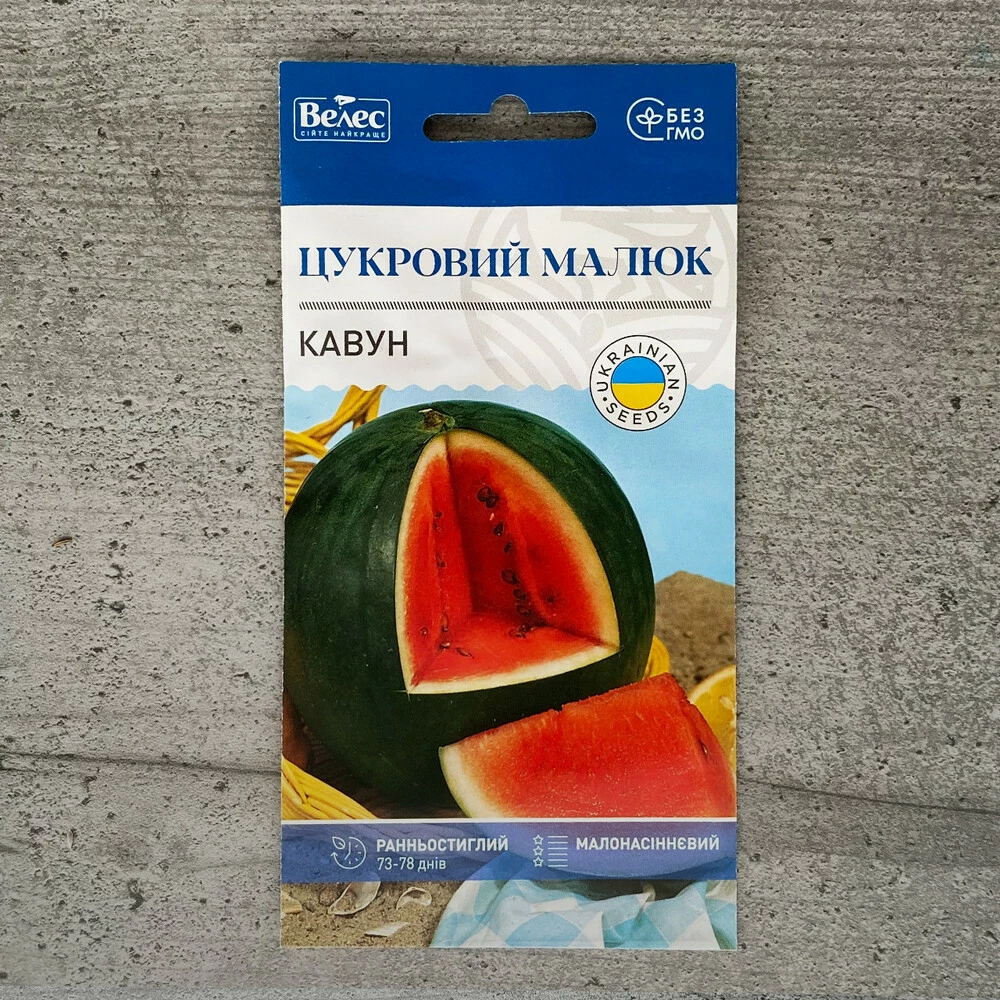 Велес
СІЙТЕ НАЙКРАЩЕ
БЕЗ
ГМО
ЦУКРОВИЙ МАЛЮК
КАВУН
UKRAINIAN
SEEDS
РАННЬОСТИГЛИЙ
73-78 днів
МАЛОНАСІННЄВИЙ